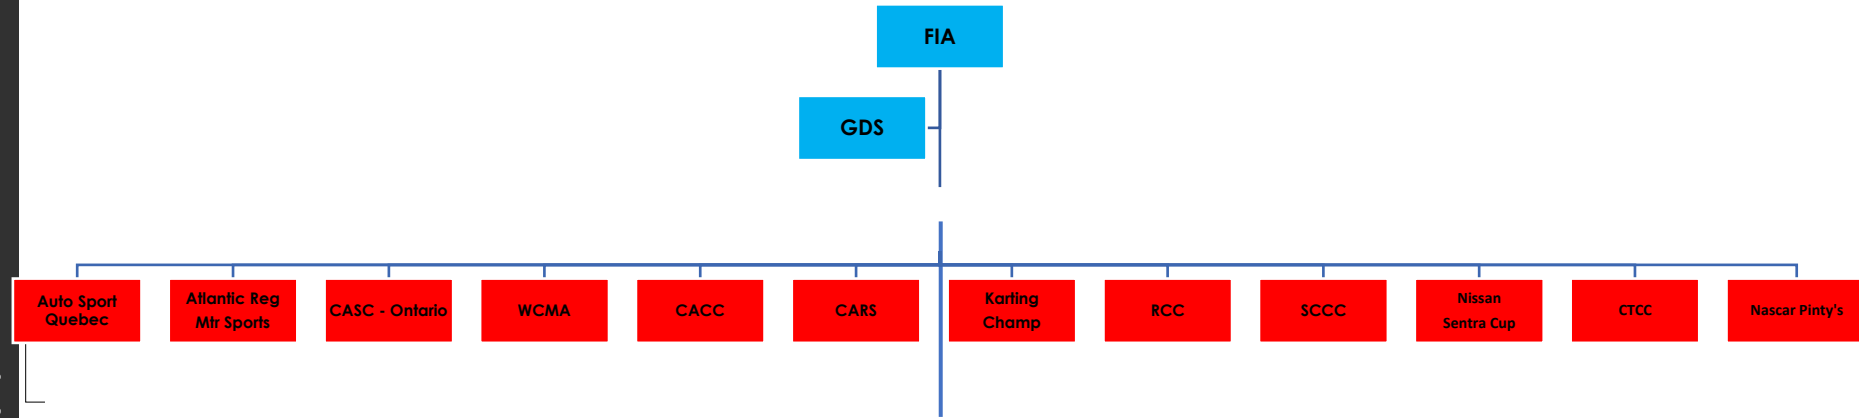 FIA
GDS
Auto Sport
Quebec
Atlantic Reg
Mtr Sports
CASC - Ontario
WCMA
CACC
CARS
Karting
Champ
RCC
SCCC
Nissan
Sentra Cup
CTCC
Nascar Pinty's